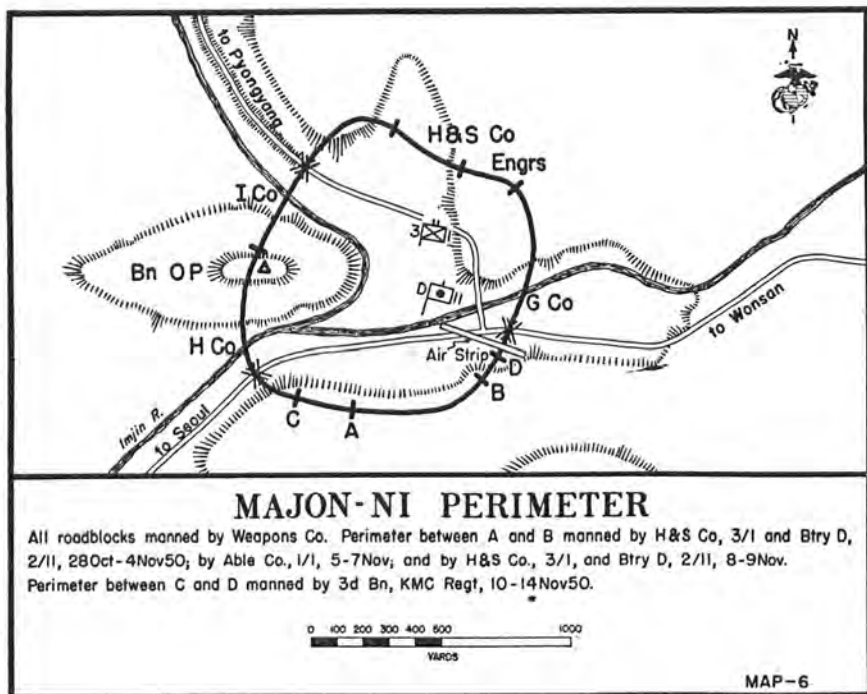 N
to Pyongyang
H&S Co
Engrs
I Co
3
1
Bn OP
D
11
G Co
to Wonsan
H Co
Air Strip
D
B
C
A
Imjin R.
to Seoul
MAJON-NI PERIMETER
All roadblocks manned by Weapons Co. Perimeter between A and B manned by H&S Co, 3/1 and Btry D,
2/11, 28Oct-4Nov50; by Able Co., 1/1, 5-7Nov; and by H&S Co., 3/1, and Btry D, 2/11, 8-9Nov.
Perimeter between C and D manned by 3d Bn, KMC Regt, 10-14Nov50.
0 100 200 300 400 500 1000
YARDS
MAP-6